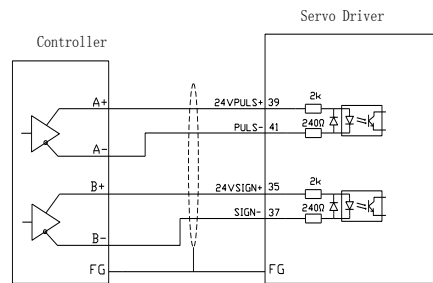 Servo Driver
Controller
A+ 24VPULS+ 39 2k
A- PULS- 41 240Ω
B+ 24VSIGN+ 35 2k
B- SIGN- 37 240Ω
FG FG